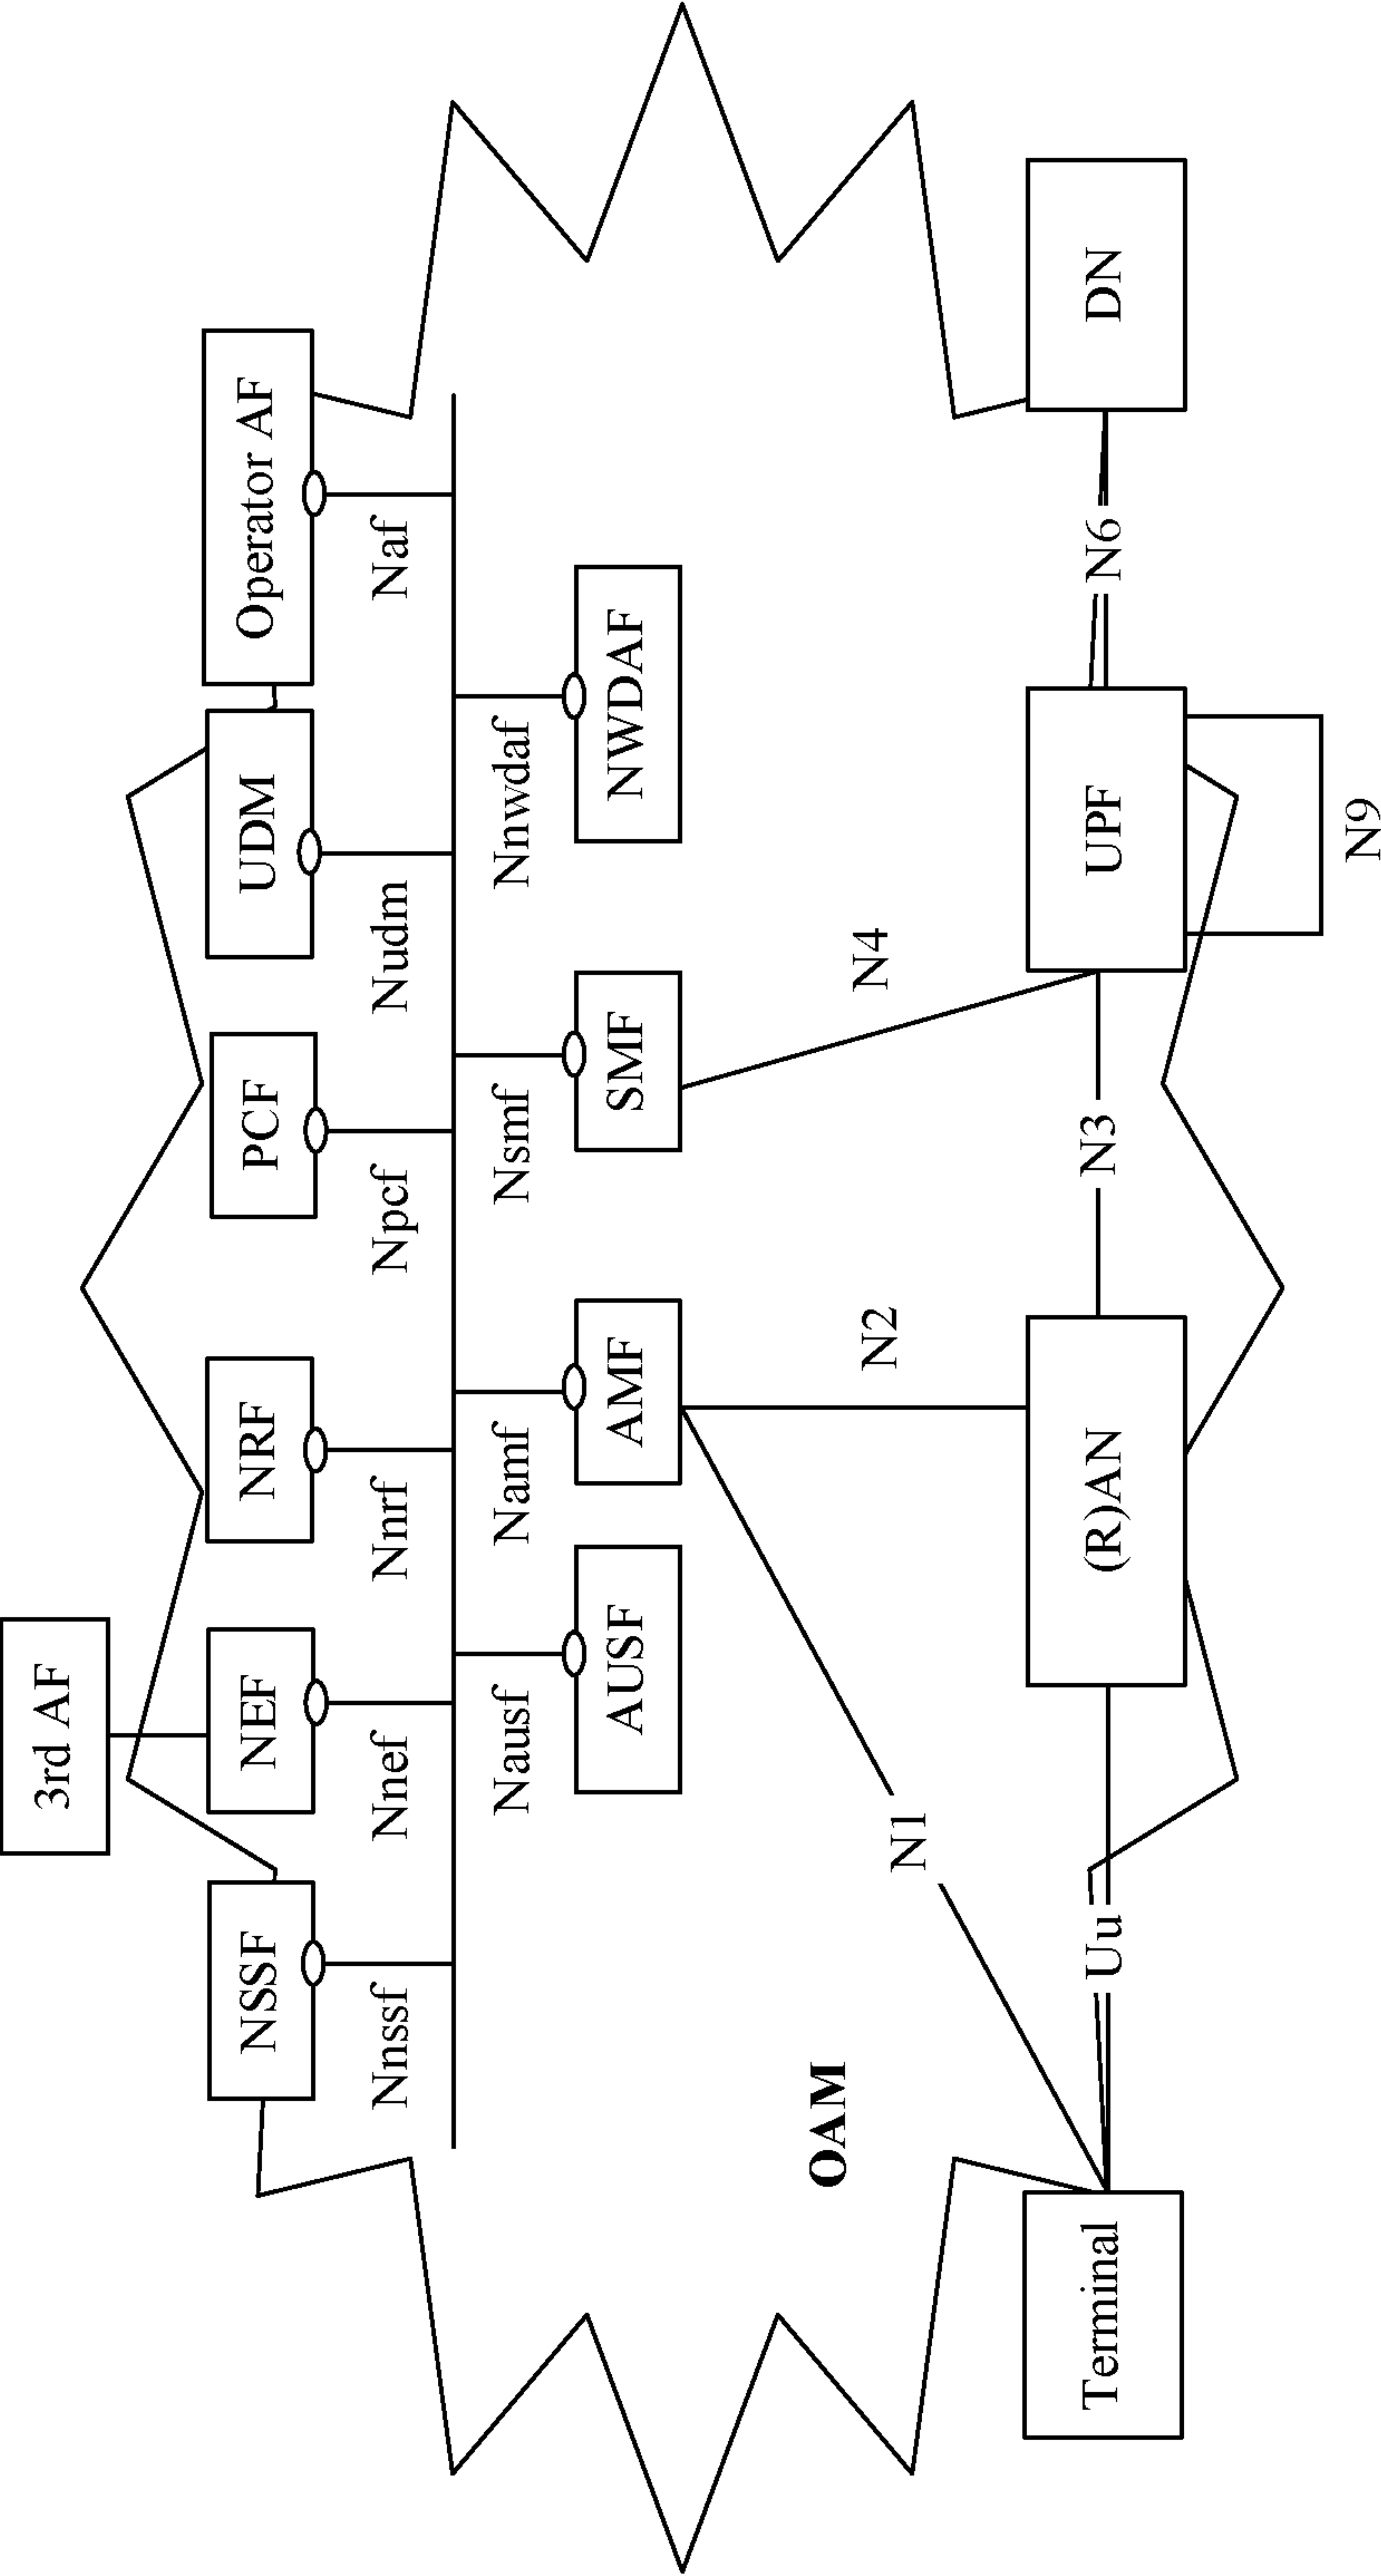 3rd AF
NSSF
NEF
NRF
PCF
UDM
Operator AF
Nnssf
Nnef
Nnrf
Npcf
Nudm
Naf
Nausf
Namf
Nsmf
Nnwdaf
AUSF
AMF
SMF
NWDAF
OAM
N1
N2
N4
Terminal
Uu
(R)AN
N3
UPF
N6
DN
N9